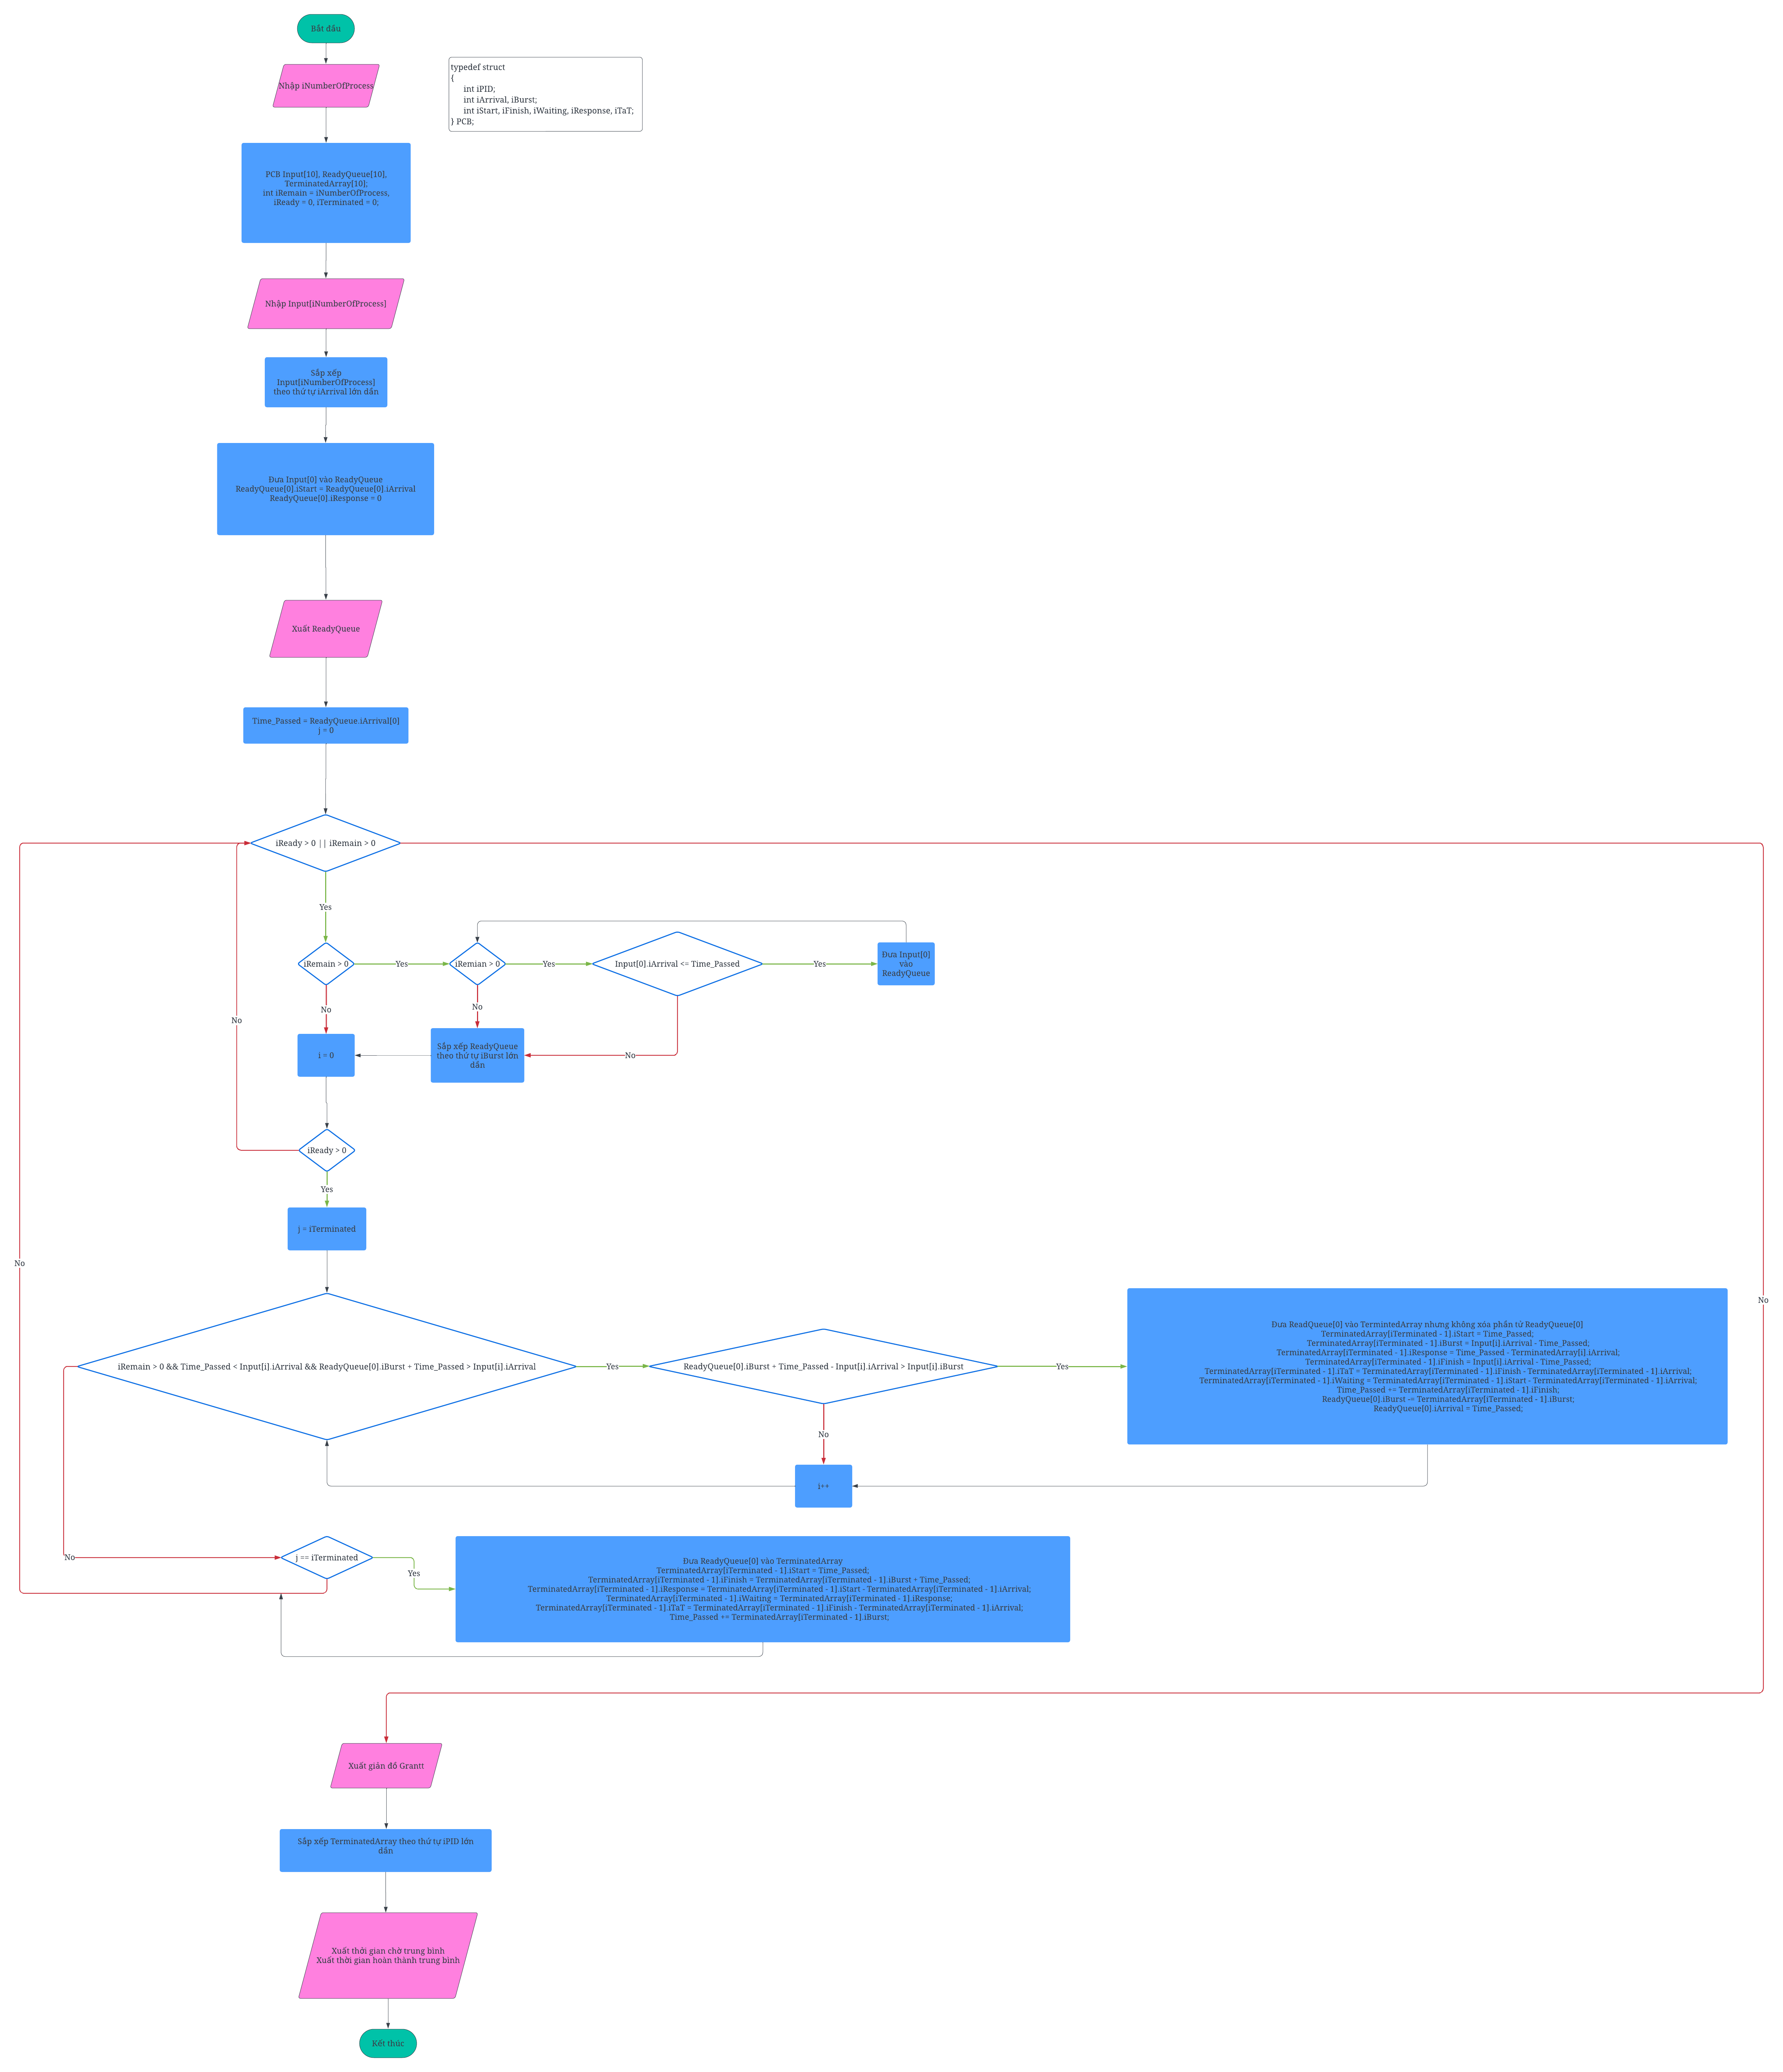 Bắt đầu
Nhập iNumberOfProcess
typedef struct
{
int iPID;
int iArrival, iBurst;
int iStart, iFinish, iWaiting, iResponse, iTaT;
} PCB;
PCB Input[10], ReadyQueue[10],
TerminatedArray[10];
int iRemain = iNumberOfProcess,
iReady = 0, iTerminated = 0;
Nhập Input[iNumberOfProcess]
Sắp xếp
Input[iNumberOfProcess]
theo thứ tự iArrival lớn dần
Đưa Input[0] vào ReadyQueue
ReadyQueue[0].iStart = ReadyQueue[0].iArrival
ReadyQueue[0].iResponse = 0
Xuất ReadyQueue
Time_Passed = ReadyQueue.iArrival[0]
j = 0
iReady > 0 || iRemain > 0
Yes
iRemain > 0
Yes
iRemian > 0
Yes
Input[0].iArrival <= Time_Passed
Yes
Đưa Input[0]
vào
ReadyQueue
No
No
No
i = 0
Sắp xếp ReadyQueue
theo thứ tự iBurst lớn
dần
No
iReady > 0
Yes
j = iTerminated
No
No
iRemain > 0 && Time_Passed < Input[i].iArrival && ReadyQueue[0].iBurst + Time_Passed > Input[i].iArrival
Yes
ReadyQueue[0].iBurst + Time_Passed - Input[i].iArrival > Input[i].iBurst
Yes
Đưa ReadQueue[0] vào TermintedArray nhưng không xóa phần tử ReadyQueue[0]
TerminatedArray[iTerminated - 1].iStart = Time_Passed;
TerminatedArray[iTerminated - 1].iBurst = Input[i].iArrival - Time_Passed;
TerminatedArray[iTerminated - 1].iResponse = Time_Passed - TerminatedArray[i].iArrival;
TerminatedArray[iTerminated - 1].iFinish = Input[i].iArrival - Time_Passed;
TerminatedArray[iTerminated - 1].iTaT = TerminatedArray[iTerminated - 1].iFinish - TerminatedArray[iTerminated - 1].iArrival;
TerminatedArray[iTerminated - 1].iWaiting = TerminatedArray[iTerminated - 1].iStart - TerminatedArray[iTerminated - 1].iArrival;
Time_Passed += TerminatedArray[iTerminated - 1].iFinish;
ReadyQueue[0].iBurst -= TerminatedArray[iTerminated - 1].iBurst;
ReadyQueue[0].iArrival = Time_Passed;
No
i++
No
j == iTerminated
Yes
Đưa ReadyQueue[0] vào TerminatedArray
TerminatedArray[iTerminated - 1].iStart = Time_Passed;
TerminatedArray[iTerminated - 1].iFinish = TerminatedArray[iTerminated - 1].iBurst + Time_Passed;
TerminatedArray[iTerminated - 1].iResponse = TerminatedArray[iTerminated - 1].iStart - TerminatedArray[iTerminated - 1].iArrival;
TerminatedArray[iTerminated - 1].iWaiting = TerminatedArray[iTerminated - 1].iResponse;
TerminatedArray[iTerminated - 1].iTaT = TerminatedArray[iTerminated - 1].iFinish - TerminatedArray[iTerminated - 1].iArrival;
Time_Passed += TerminatedArray[iTerminated - 1].iBurst;
Xuất giản đồ Grantt
Sắp xếp TerminatedArray theo thứ tự iPID lớn
dần
Xuất thời gian chờ trung bình
Xuất thời gian hoàn thành trung bình
Kết thúc